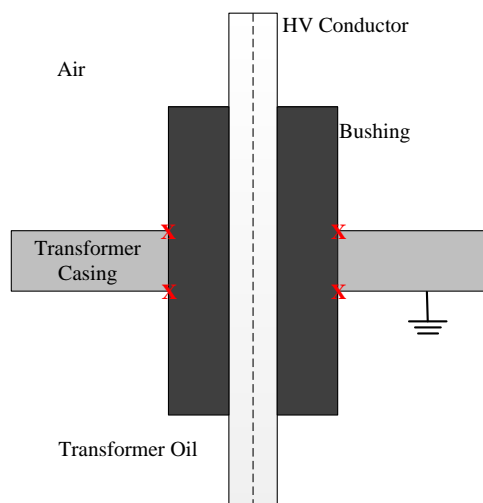 HV Conductor
Air
Bushing
X
X
Transformer
Casing
X
X
Transformer Oil